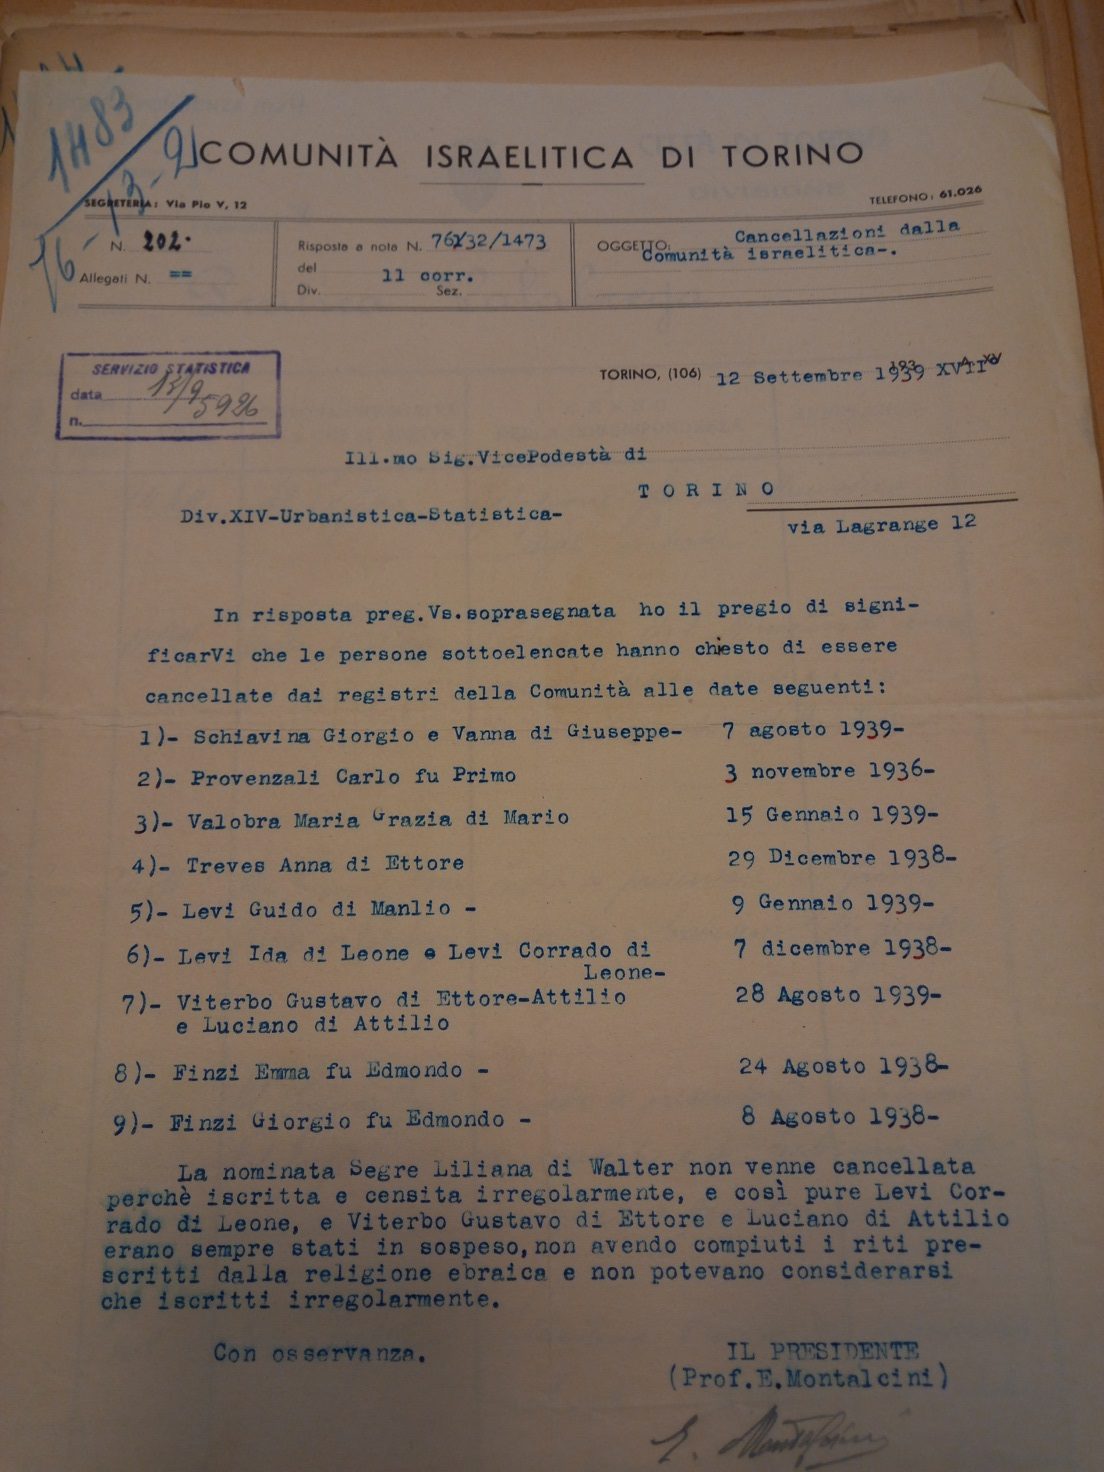 1483
76-13-2
COMUNITÀ ISRAELITICA DI TORINO
SEGRETERIA: Via Pio V, 12
TELEFONO: 61.026
N. 202.
Allegati N. ==
Risposta a nota N. 76/32/1473
del 11 corr.
Div. Sez.
OGGETTO: Cancellazioni dalla
Comunità israelitica-.
SERVIZIO STATISTICA
data 13/9
n. 5926
TORINO, (106) 12 Settembre 1939 XVII°
Ill.mo Sig.VicePodestà di
T O R I N O
Div.XIV-Urbanistica-Statistica-
via Lagrange 12
In risposta preg.Vs.soprasegnata ho il pregio di signi-
ficarVi che le persone sottoelencate hanno chiesto di essere
cancellate dai registri della Comunità alle date seguenti:
1)- Schiavina Giorgio e Vanna di Giuseppe- 7 agosto 1939-
2)- Provenzali Carlo fu Primo 3 novembre 1936-
3)- Valobra Maria Grazia di Mario 15 Gennaio 1939-
4)- Treves Anna di Ettore 29 Dicembre 1938-
5)- Levi Guido di Manlio - 9 Gennaio 1939-
6)- Levi Ida di Leone e Levi Corrado di 7 dicembre 1938-
Leone-
7)- Viterbo Gustavo di Ettore-Attilio 28 Agosto 1939-
e Luciano di Attilio
8)- Finzi Emma fu Edmondo - 24 Agosto 1938-
9)- Finzi Giorgio fu Edmondo - 8 Agosto 1938-
La nominata Segre Liliana di Walter non venne cancellata
perchè iscritta e censita irregolarmente, e così pure Levi Cor-
rado di Leone, e Viterbo Gustavo di Ettore e Luciano di Attilio
erano sempre stati in sospeso,non avendo compiuti i riti pre-
scritti dalla religione ebraica e non potevano considerarsi
che iscritti irregolarmente.
Con osservanza.
IL PRESIDENTE
(Prof.E.Montalcini)
E. Montalcini